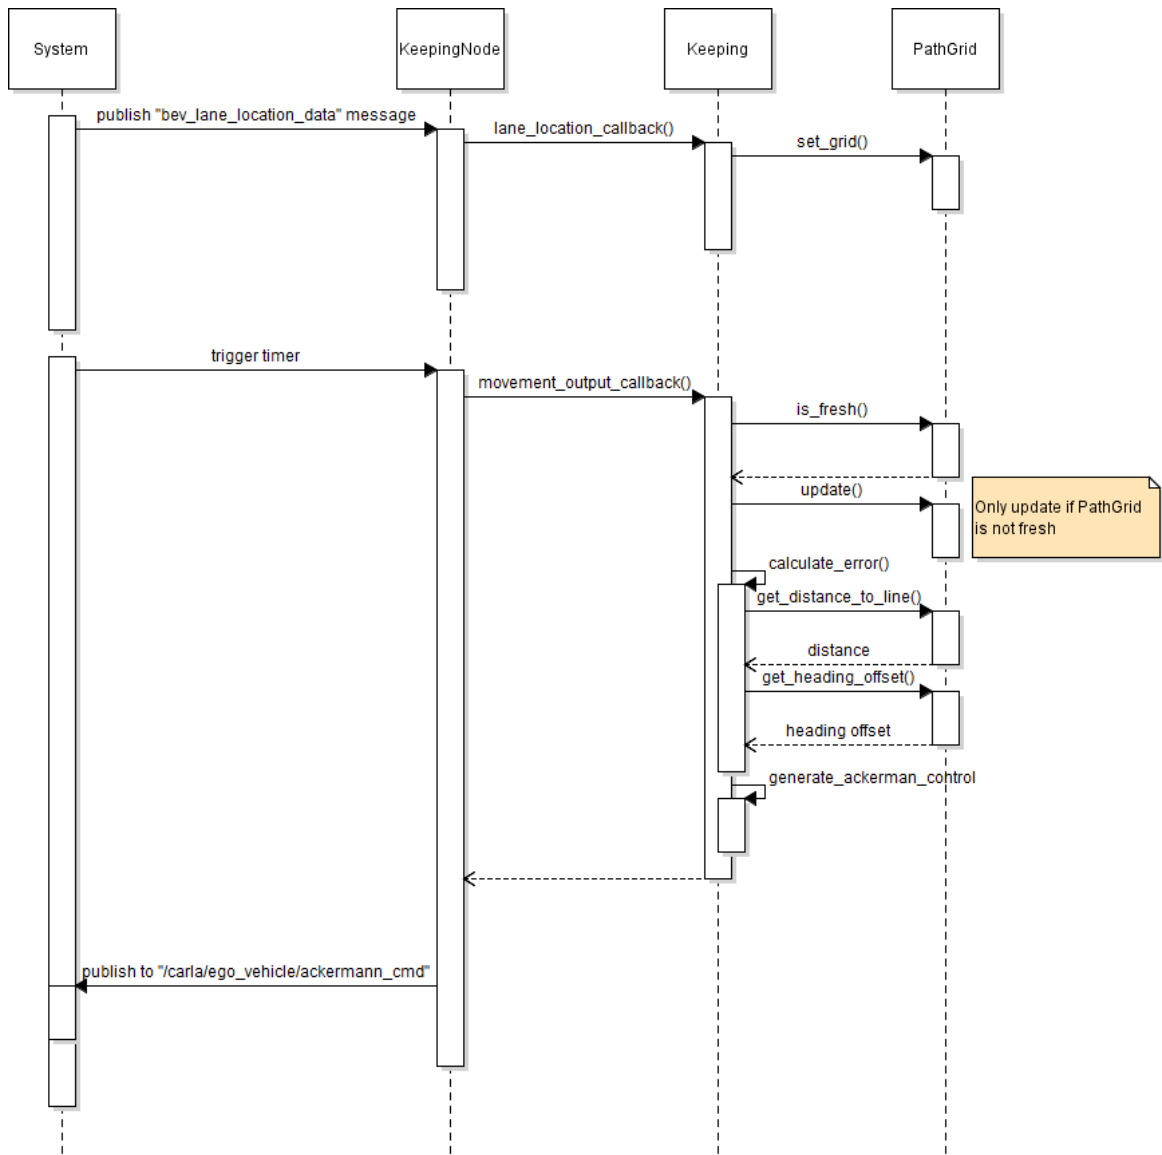 System
KeepingNode
Keeping
PathGrid
publish "bev_lane_location_data" message
lane_location_callback()
set_grid()
trigger timer
movement_output_callback()
is_fresh()
update()
Only update if PathGrid
is not fresh
calculate_error()
get_distance_to_line()
distance
get_heading_offset()
heading offset
generate_ackerman_control
publish to "/carla/ego_vehicle/ackermann_cmd"